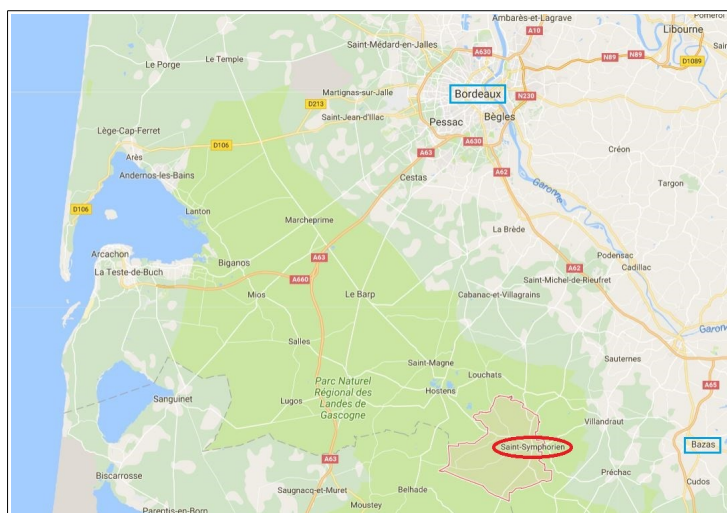 Ambarès-et-Lagrave
Pomerol
A10
Libourne
Saint-Médard-en-Jalles
A630
N89
N89
Sain
D1089
Le Porge
Le Temple
Martignas-sur-Jalle
Bordeaux
N230
D213
Saint-Jean-d'Illac
Pessac
Bègles
Lège-Cap-Ferret
D106
A630
Créon
Arès
A63
Andernos-les-Bains
Cestas
A62
Targon
Garonne
D106
Lanton
Marcheprime
La Brède
Arcachon
Biganos
A63
Podensac
La Teste-de-Buch
A62
Cadillac
A660
Saint-Michel-de-Rieufret
Mios
Le Barp
Cabanac-et-Villagrains
Garonne
Salles
Saint-Magne
Sauternes
Parc Naturel
Régional des
Landes de
Gascogne
Louchats
A65
Sanguinet
Lugos
Hostens
Villandraut
Saint-Symphorien
Bazas
A63
Biscarrosse
Préchac
Cudos
Saugnacq-et-Muret
Belhade
Moustey
Parentis-en-Born